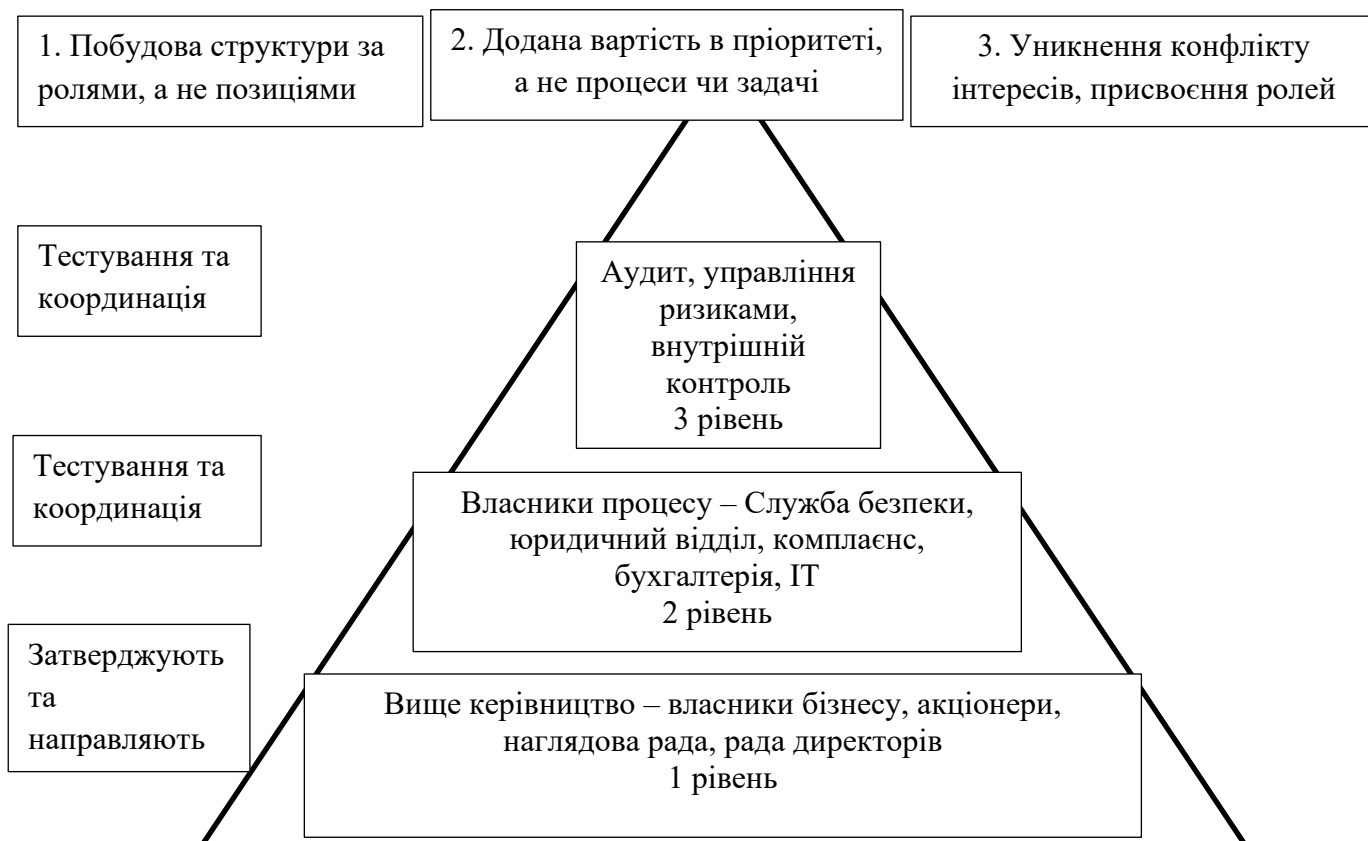 1. Побудова структури за
ролями, а не позиціями
2. Додана вартість в пріоритеті,
а не процеси чи задачі
3. Уникнення конфлікту
інтересів, присвоєння ролей
Тестування та
координація
Аудит, управління
ризиками,
внутрішній
контроль
3 рівень
Тестування та
координація
Власники процесу – Служба безпеки,
юридичний відділ, комплаєнс,
бухгалтерія, ІТ
2 рівень
Затверджують
та
направляють
Вище керівництво – власники бізнесу, акціонери,
наглядова рада, рада директорів
1 рівень